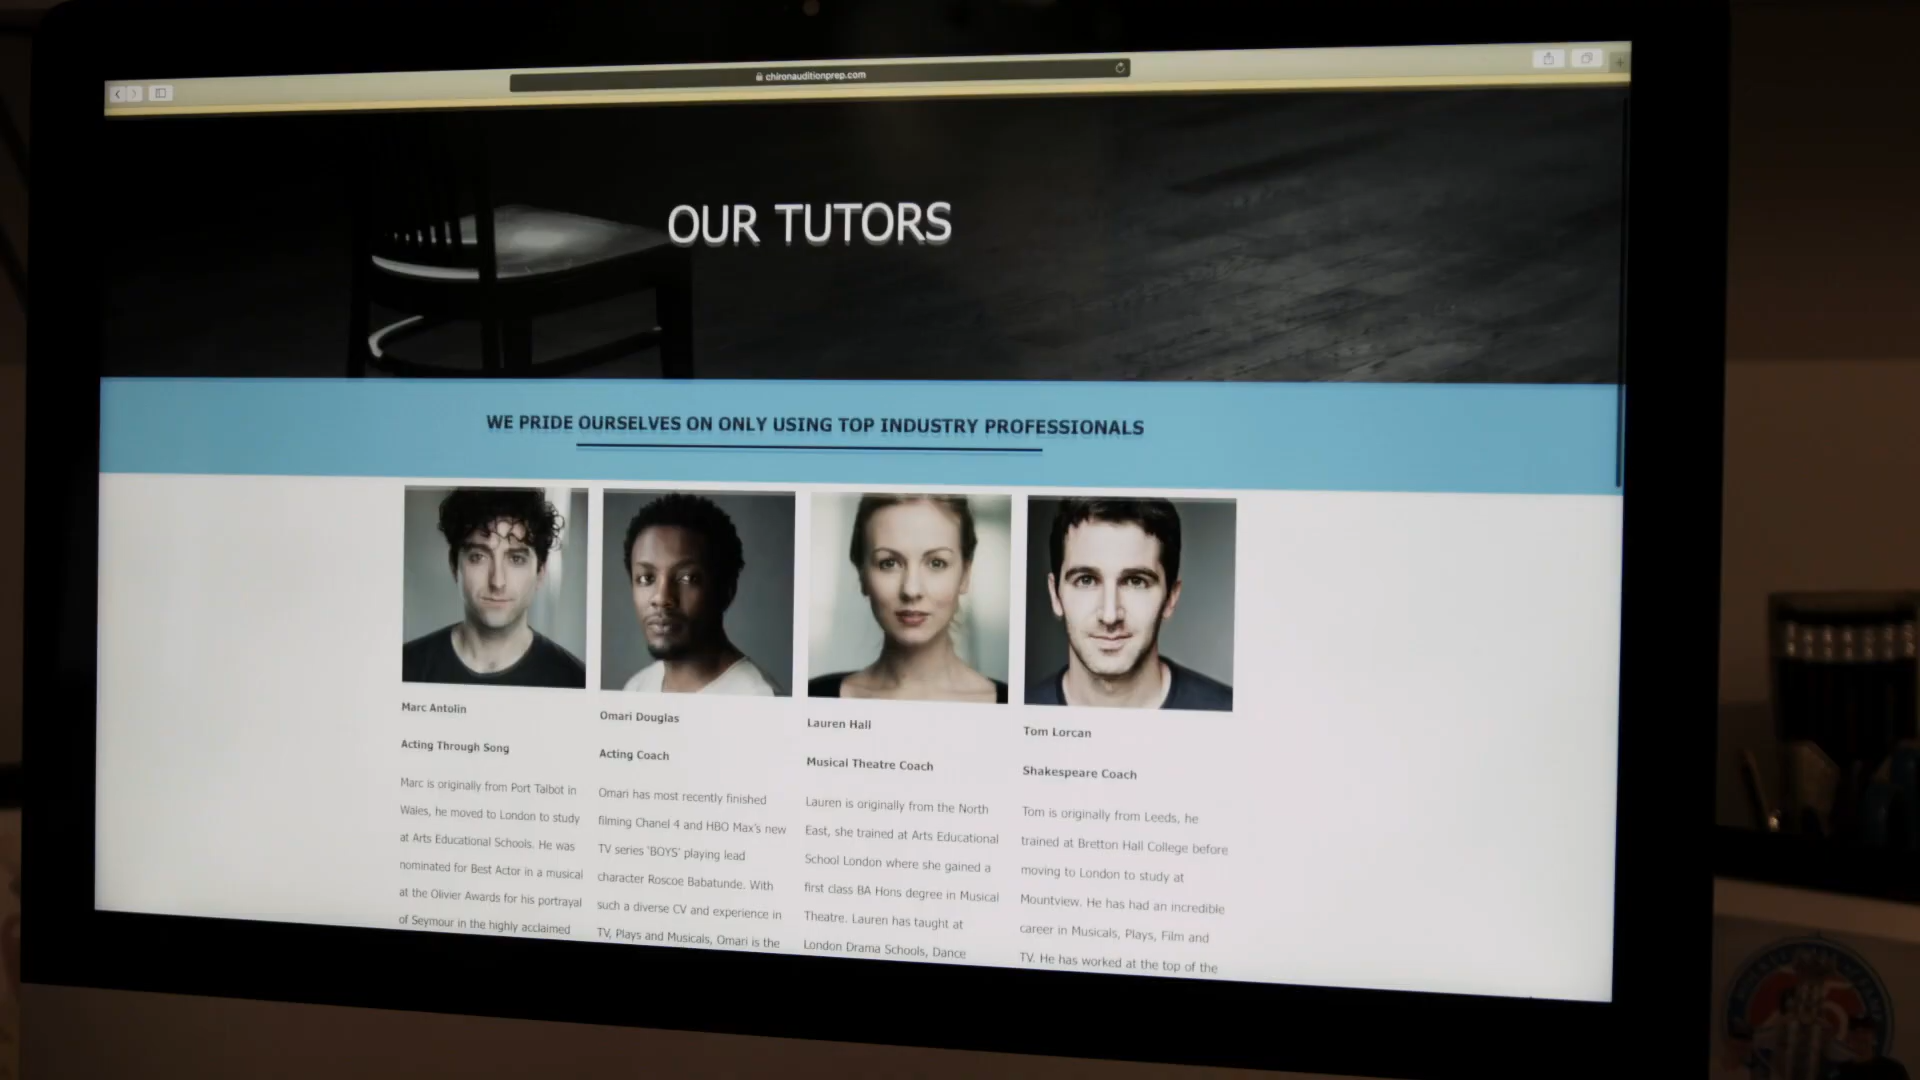 chironauditionprep.com
OUR TUTORS
WE PRIDE OURSELVES ON ONLY USING TOP INDUSTRY PROFESSIONALS
Marc Antolin
Acting Through Song
Marc is originally from Port Talbot in
Wales, he moved to London to study
at Arts Educational Schools. He was
nominated for Best Actor in a musical
at the Olivier Awards for his portrayal
of Seymour in the highly acclaimed
Omari Douglas
Acting Coach
Omari has most recently finished
filming Chanel 4 and HBO Max's new
TV series 'BOYS' playing lead
character Roscoe Babatunde. With
such a diverse CV and experience in
TV, Plays and Musicals, Omari is the
Lauren Hall
Musical Theatre Coach
Lauren is originally from the North
East, she trained at Arts Educational
School London where she gained a
first class BA Hons degree in Musical
Theatre. Lauren has taught at
London Drama Schools, Dance
Tom Lorcan
Shakespeare Coach
Tom is originally from Leeds, he
trained at Bretton Hall College before
moving to London to study at
Mountview. He has had an incredible
career in Musicals, Plays, Film and
TV. He has worked at the top of the